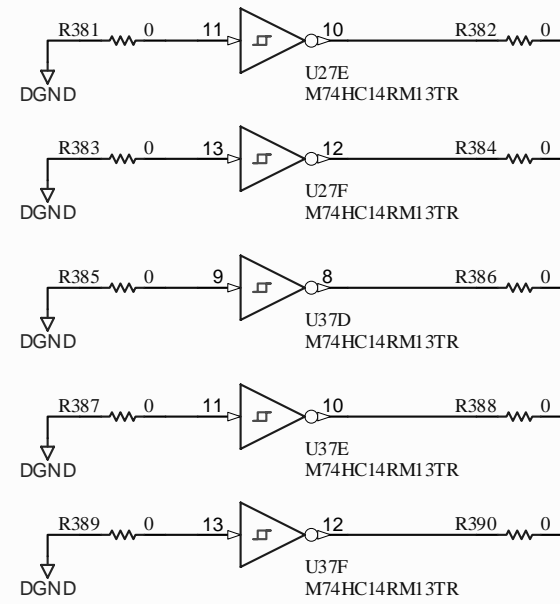 R381 0 11 10 R382 0
U27E
DGND M74HC14RM13TR
R383 0 13 12 R384 0
U27F
DGND M74HC14RM13TR
R385 0 9 8 R386 0
U37D
DGND M74HC14RM13TR
R387 0 11 10 R388 0
U37E
DGND M74HC14RM13TR
R389 0 13 12 R390 0
U37F
DGND M74HC14RM13TR